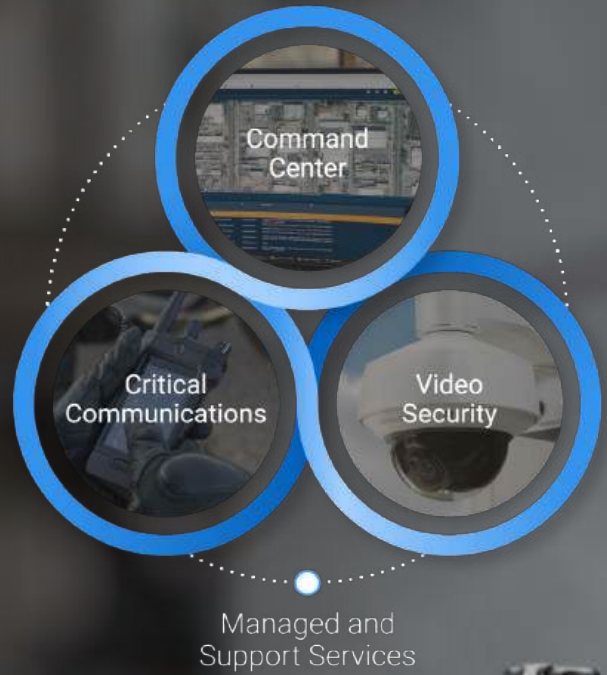 Command
Center
Critical
Communications
Video
Security
Managed and
Support Services